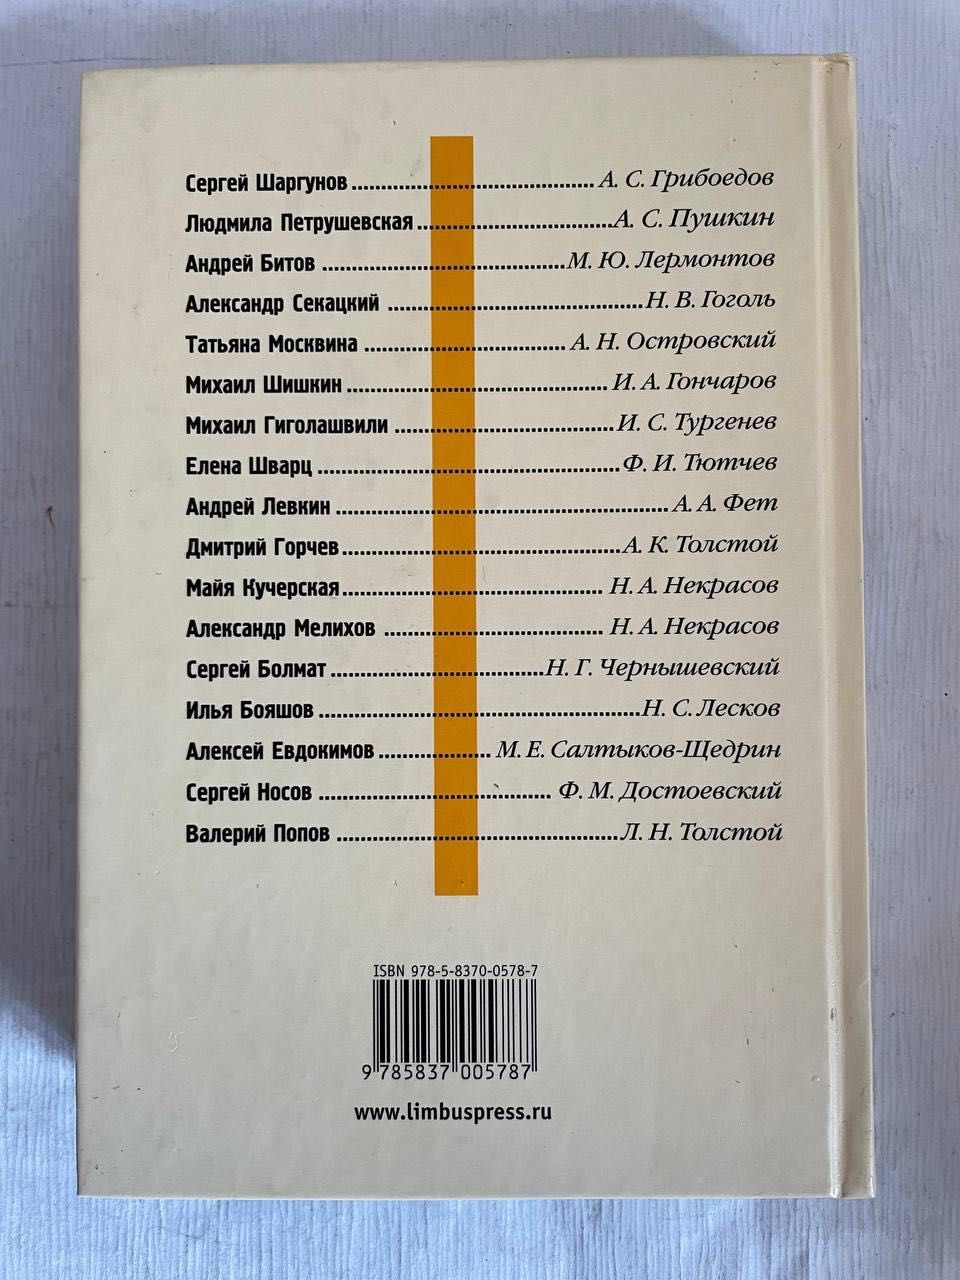 Сергей Шаргунов.................................... А. С. Грибоедов
Людмила Петрушевская.............................А. С. Пушкин
Андрей Битов ....................................М. Ю. Лермонтов
Александр Секацкий ......................................Н. В. Гоголь
Татьяна Москвина .............................. А. Н. Островский
Михаил Шишкин....................................... И. А. Гончаров
Михаил Гиголашвили .................................И. С. Тургенев
Елена Шварц .............................................Ф. И. Тютчев
Андрей Левкин .................................................. А. А. Фет
Дмитрий Горчев..........................................А. К. Толстой
Майя Кучерская....................................... Н. А. Некрасов
Александр Мелихов ................................. Н. А. Некрасов
Сергей Болмат ................................Н. Г. Чернышевский
Илья Бояшов ................................................Н. С. Лесков
Алексей Евдокимов ................. М. Е. Салтыков-Щедрин
Сергей Носов ................................... Ф. М. Достоевский
Валерий Попов ..........................................Л. Н. Толстой
ISBN 978-5-8370-0578-7
9 785837 005787
www.limbuspress.ru